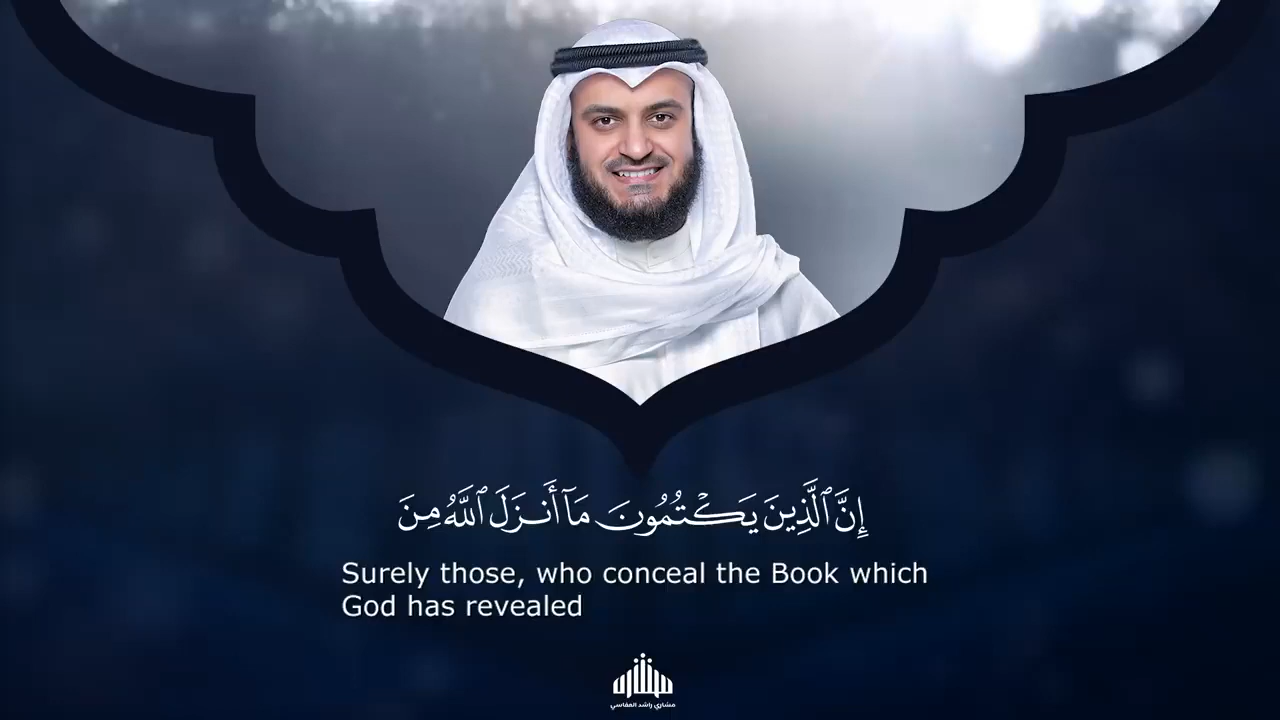 إِنَّ ٱلَّذِينَ يَكْتُمُونَ مَآ أَنزَلَ ٱللَّهُ مِنَ
Surely those, who conceal the Book which
God has revealed
مشاري راشد العفاسي